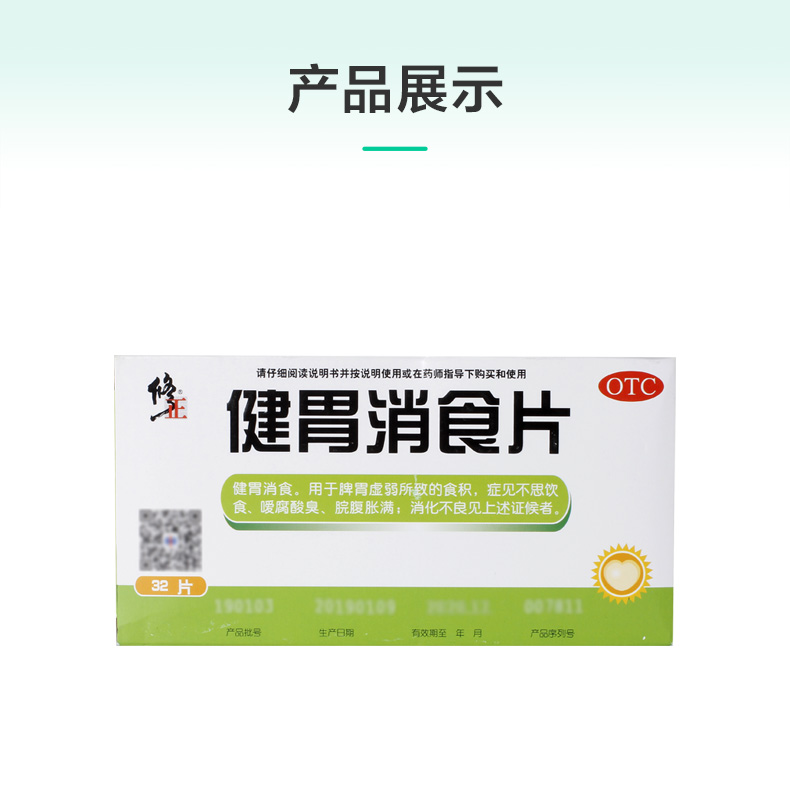 产品展示
请仔细阅读说明书并按说明使用或在药师指导下购买和使用
修正
OTC
健胃消食片
健胃消食。用于脾胃虚弱所致的食积，症见不思饮
食、嗳腐酸臭、脘腹胀满；消化不良见上述证候者。
32片
190103 20190109 007011
产品批号 生产日期 有效期至 年 月 产品序列号